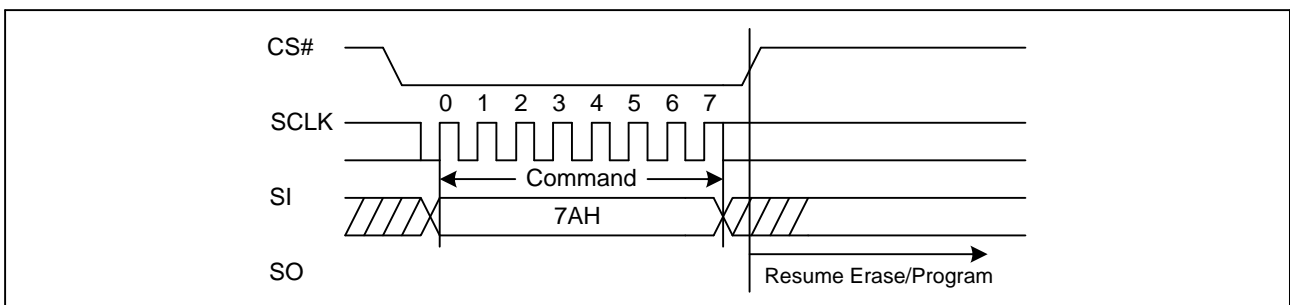 CS#
0 1 2 3 4 5 6 7
SCLK
Command
SI
7AH
SO
Resume Erase/Program